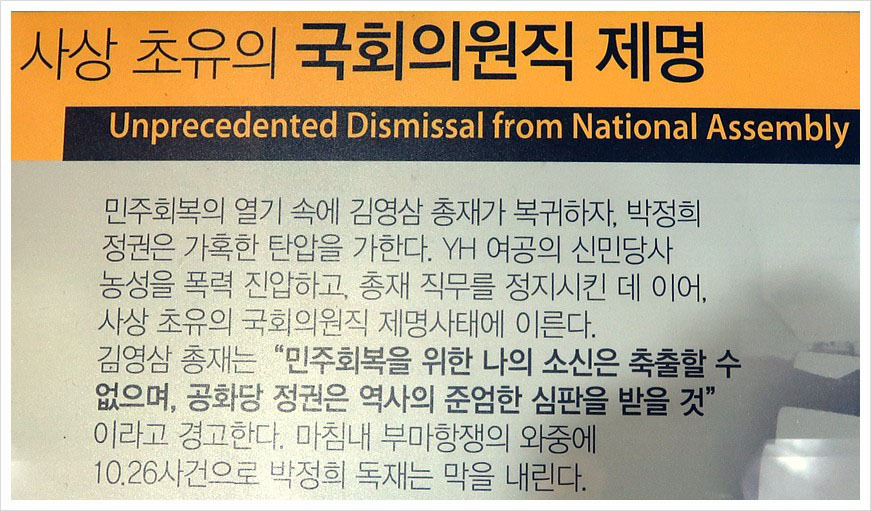 사상 초유의 국회의원직 제명
Unprecedented Dismissal from National Assembly
민주회복의 열기 속에 김영삼 총재가 복귀하자, 박정희
정권은 가혹한 탄압을 가한다. YH 여공의 신민당사
농성을 폭력 진압하고, 총재 직무를 정지시킨 데 이어,
사상 초유의 국회의원직 제명사태에 이른다.
김영삼 총재는 “민주회복을 위한 나의 소신은 축출할 수
없으며, 공화당 정권은 역사의 준엄한 심판을 받을 것”
이라고 경고한다. 마침내 부마항쟁의 와중에
10.26사건으로 박정희 독재는 막을 내린다.